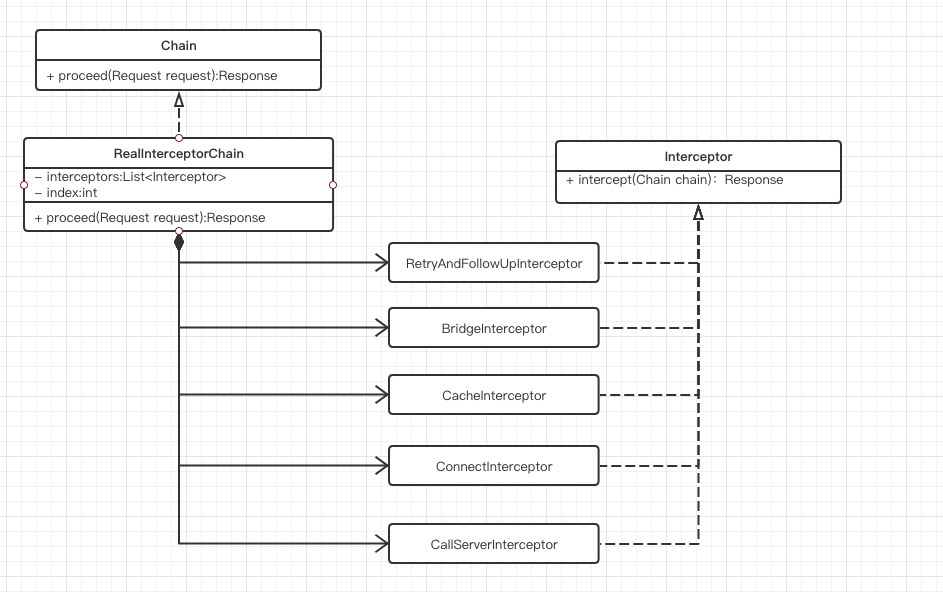 Chain
+ proceed(Request request):Response
RealInterceptorChain
- interceptors:List<Interceptor>
- index:int
+ proceed(Request request):Response
Interceptor
+ intercept(Chain chain)：Response
RetryAndFollowUpInterceptor
BridgeInterceptor
CacheInterceptor
ConnectInterceptor
CallServerInterceptor